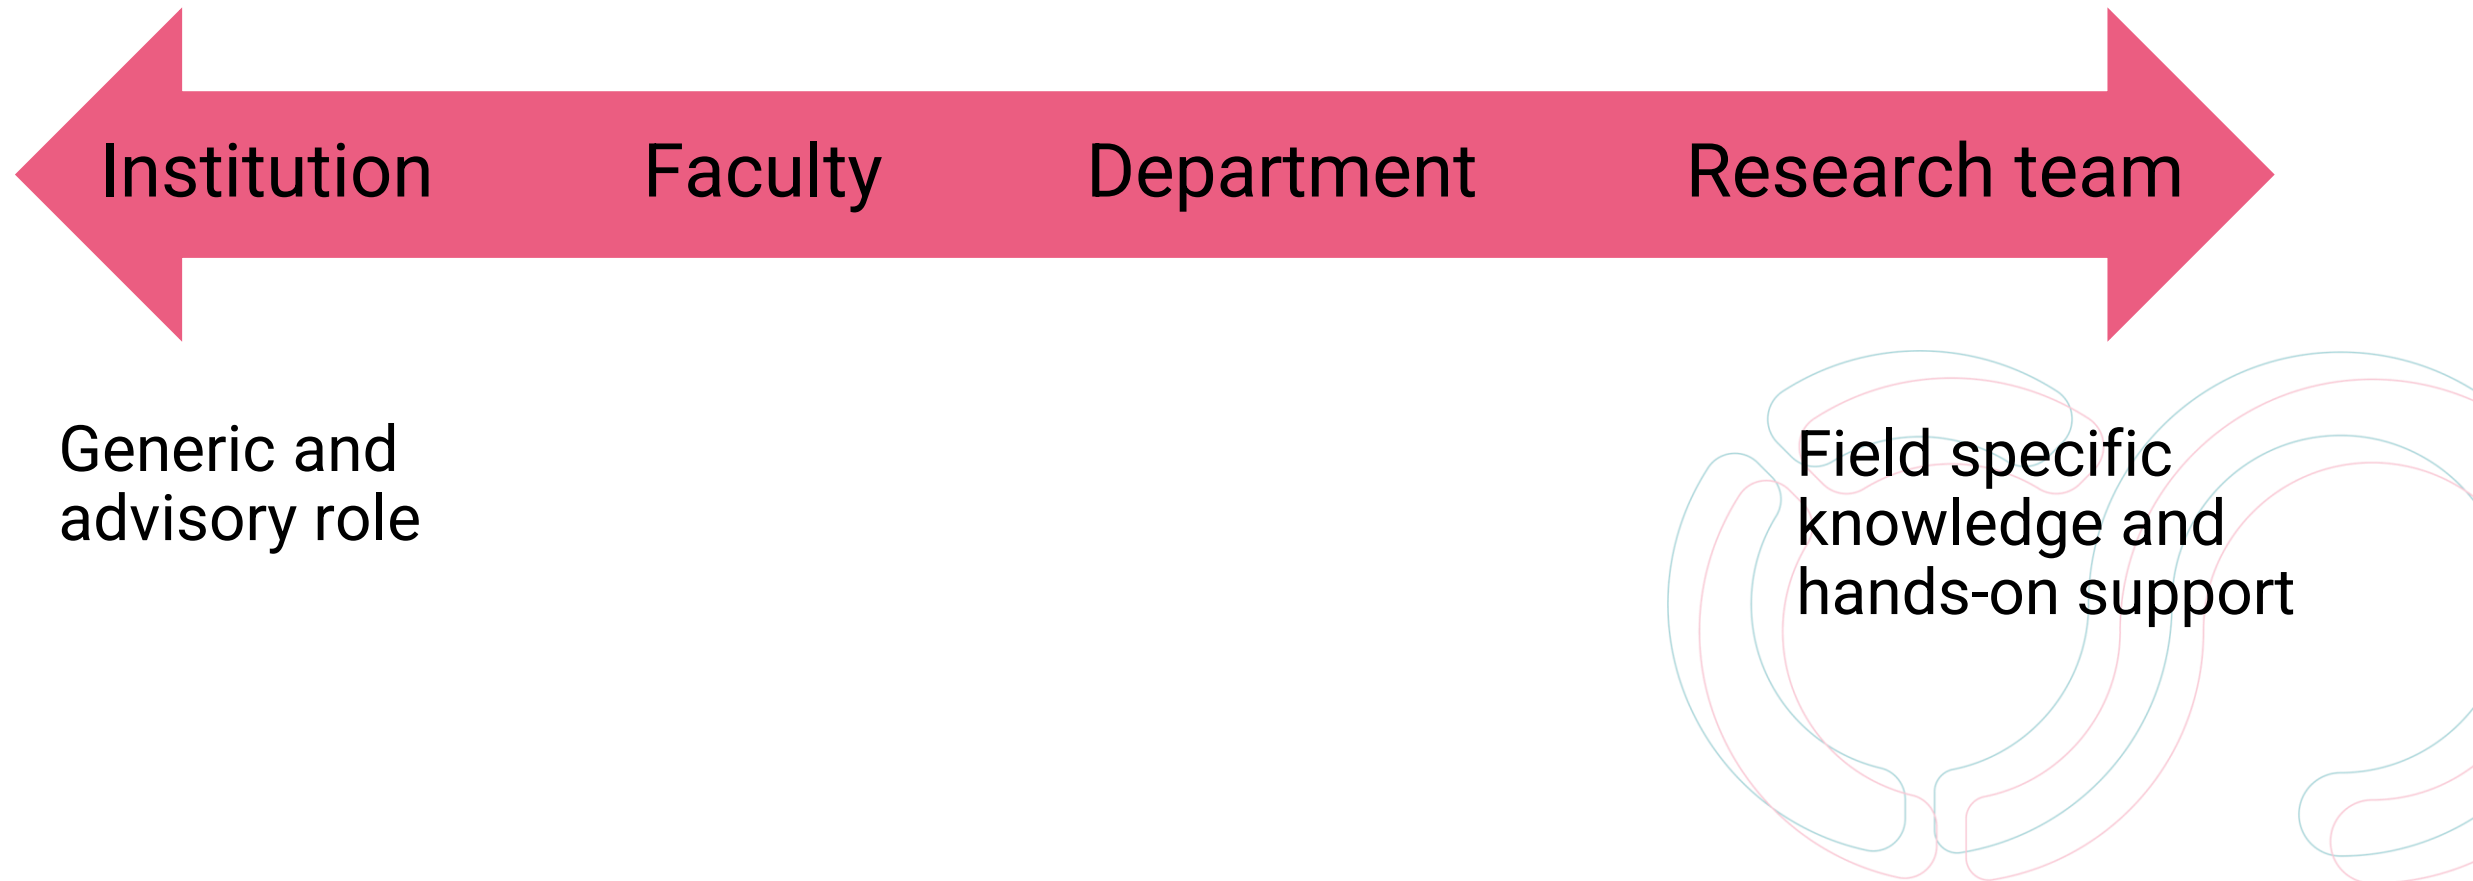 Institution Faculty Department Research team
Generic and
advisory role
Field specific
knowledge and
hands-on support